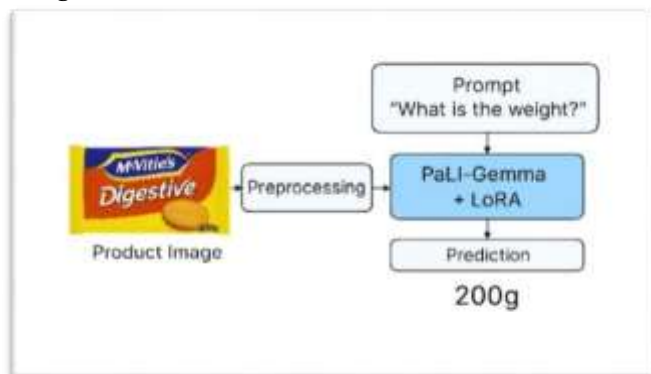 Prompt
"What is the weight?"
McVitie's
Digestive
Preprocessing
PaLI-Gemma
+ LoRA
Product Image
Prediction
200g